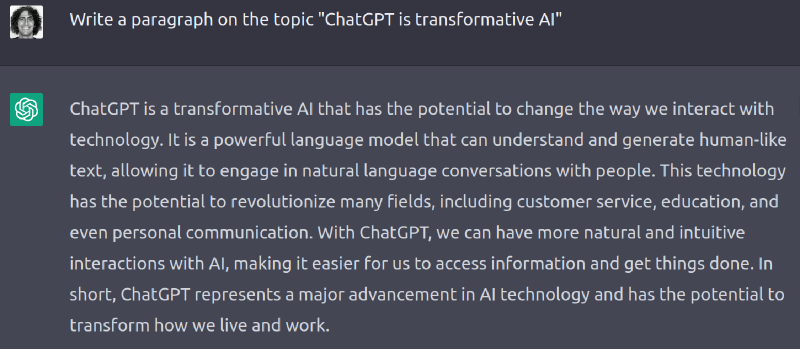 Write a paragraph on the topic "ChatGPT is transformative AI"
ChatGPT is a transformative AI that has the potential to change the way we interact with
technology. It is a powerful language model that can understand and generate human-like
text, allowing it to engage in natural language conversations with people. This technology
has the potential to revolutionize many fields, including customer service, education, and
even personal communication. With ChatGPT, we can have more natural and intuitive
interactions with AI, making it easier for us to access information and get things done. In
short, ChatGPT represents a major advancement in AI technology and has the potential to
transform how we live and work.